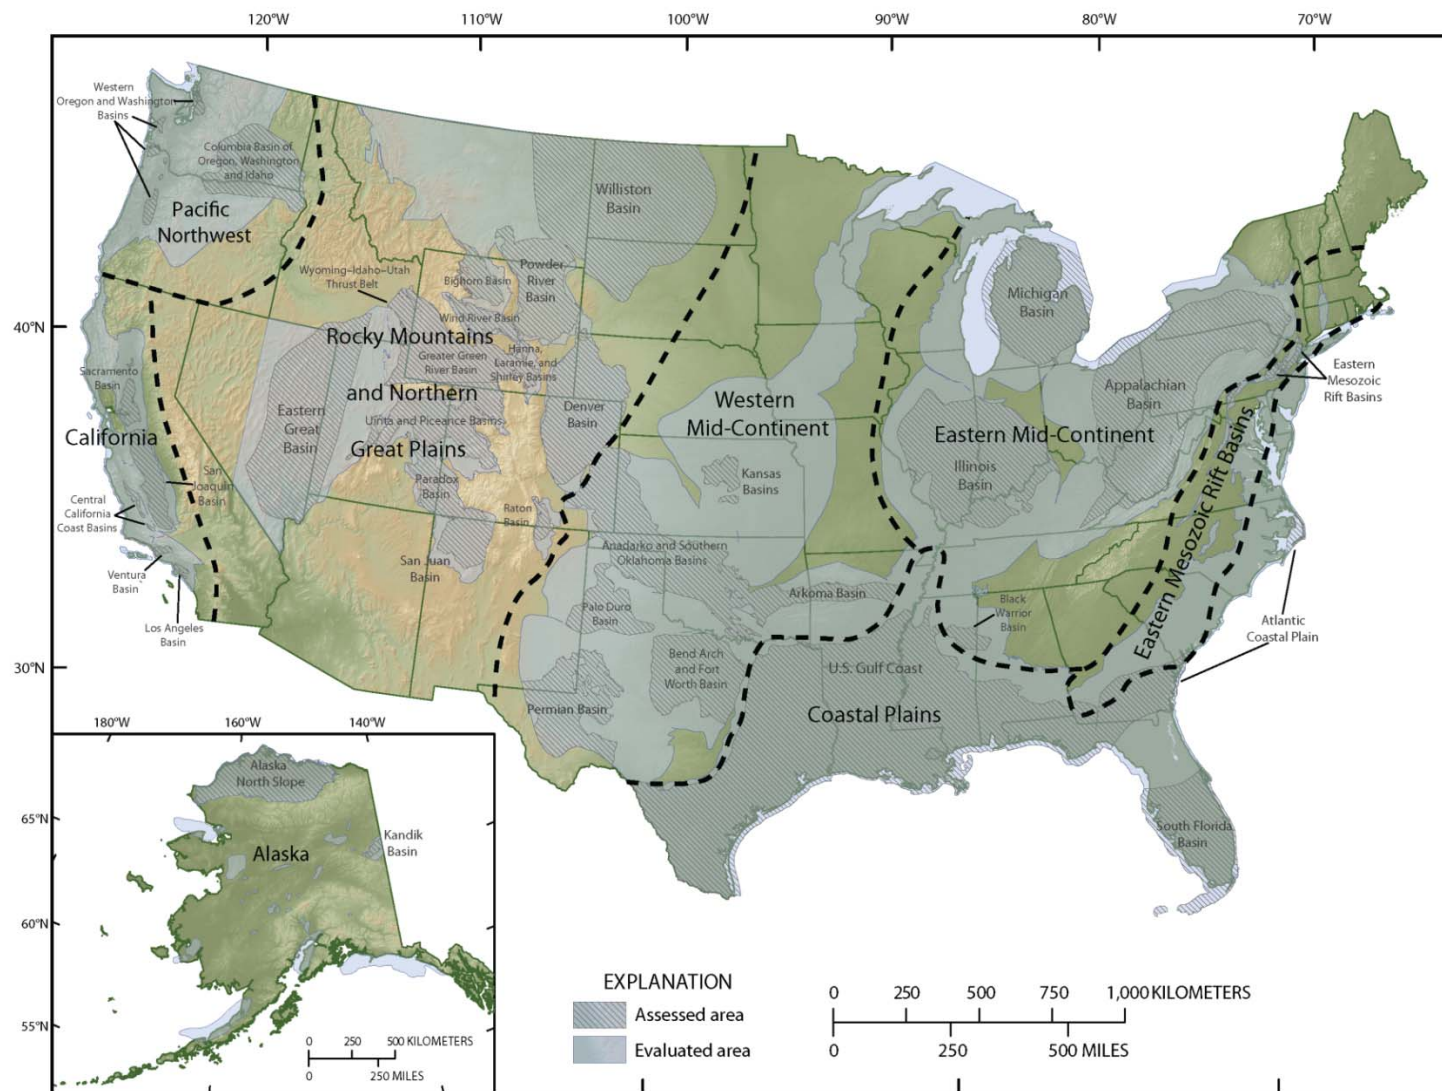 120°W
110°W
100°W
90°W
80°W
70°W
40°N
30°N
Western
Oregon and Washington
Basins
Columbia Basin of
Oregon, Washington
and Idaho
Pacific
Northwest
Wyoming–Idaho–Utah
Thrust Belt
Bighorn Basin
Powder
River
Basin
Wind River Basin
Williston
Basin
Rocky Mountains
and Northern
Great Plains
Greater Green
River Basin
Hanna,
Laramie, and
Shirley Basins
Uinta and Piceance Basins
Eastern
Great
Basin
Denver
Basin
Paradox
Basin
Raton
Basin
San Juan
Basin
Sacramento
Basin
California
San
Joaquin
Basin
Central
California
Coast Basins
Ventura
Basin
Los Angeles
Basin
Western
Mid-Continent
Kansas
Basins
Anadarko and Southern
Oklahoma Basins
Palo Duro
Basin
Arkoma Basin
Bend Arch
and Fort
Worth Basin
Permian Basin
Michigan
Basin
Appalachian
Basin
Eastern Mid-Continent
Illinois
Basin
Black
Warrior
Basin
Eastern
Mesozoic
Rift Basins
Eastern Mesozoic Rift Basins
Atlantic
Coastal Plain
U.S. Gulf Coast
Coastal Plains
South Florida
Basin
180°W
160°W
140°W
65°N
60°N
55°N
Alaska
North Slope
Kandik
Basin
Alaska
0 250 500 KILOMETERS
0 250 MILES
EXPLANATION
Assessed area
Evaluated area
0 250 500 750 1,000 KILOMETERS
0 250 500 MILES